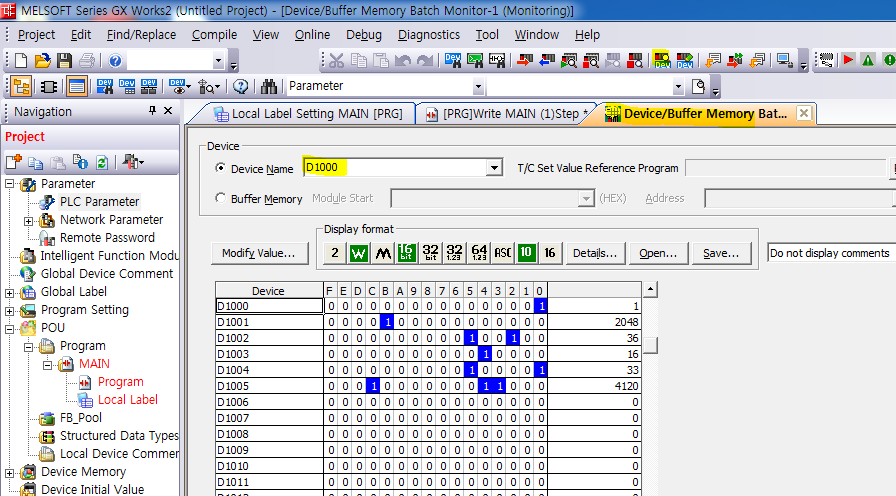 MELSOFT Series GX Works2 (Untitled Project) - [Device/Buffer Memory Batch Monitor-1 (Monitoring)]
Project Edit Find/Replace Compile View Online Debug Diagnostics Tool Window Help
Parameter
Navigation
Local Label Setting MAIN [PRG] [PRG]Write MAIN (1)Step * Device/Buffer Memory Bat...
Project
Device
Device Name D1000 T/C Set Value Reference Program
Buffer Memory Module Start (HEX) Address
Display format
Modify Value... 2 W M 16 bit 32 bit 32 1.23 64 1.23 ASC 10 16 Details... Open... Save... Do not display comments
Parameter
PLC Parameter
Network Parameter
Remote Password
Intelligent Function Modu
Global Device Comment
Global Label
Program Setting
POU
Program
MAIN
Program
Local Label
FB_Pool
Structured Data Types
Local Device Commer
Device Memory
Device Initial Value
Device F E D C B A 9 8 7 6 5 4 3 2 1 0
D1000 0 0 0 0 0 0 0 0 0 0 0 0 0 0 0 1 1
D1001 0 0 0 0 1 0 0 0 0 0 0 0 0 0 0 0 2048
D1002 0 0 0 0 0 0 0 0 0 0 1 0 0 1 0 0 36
D1003 0 0 0 0 0 0 0 0 0 0 0 1 0 0 0 0 16
D1004 0 0 0 0 0 0 0 0 0 0 1 0 0 0 0 1 33
D1005 0 0 0 1 0 0 0 0 0 0 0 1 1 0 0 0 4120
D1006 0 0 0 0 0 0 0 0 0 0 0 0 0 0 0 0 0
D1007 0 0 0 0 0 0 0 0 0 0 0 0 0 0 0 0 0
D1008 0 0 0 0 0 0 0 0 0 0 0 0 0 0 0 0 0
D1009 0 0 0 0 0 0 0 0 0 0 0 0 0 0 0 0 0
D1010 0 0 0 0 0 0 0 0 0 0 0 0 0 0 0 0 0
D1011 0 0 0 0 0 0 0 0 0 0 0 0 0 0 0 0 0